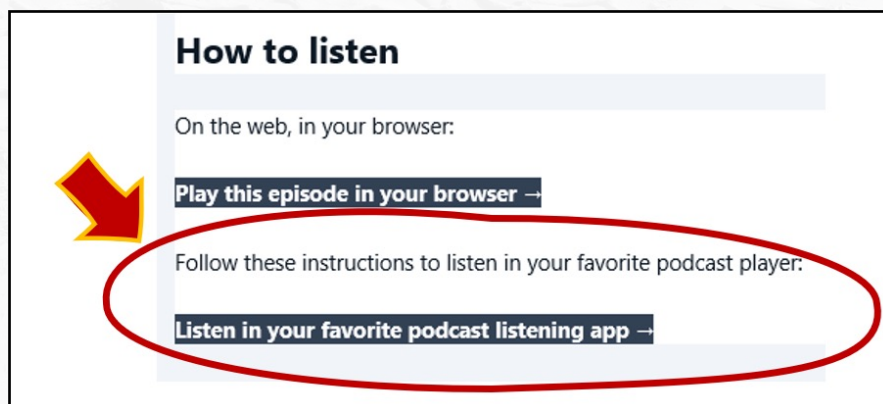 How to listen
On the web, in your browser:
Play this episode in your browser →
Follow these instructions to listen in your favorite podcast player:
Listen in your favorite podcast listening app →